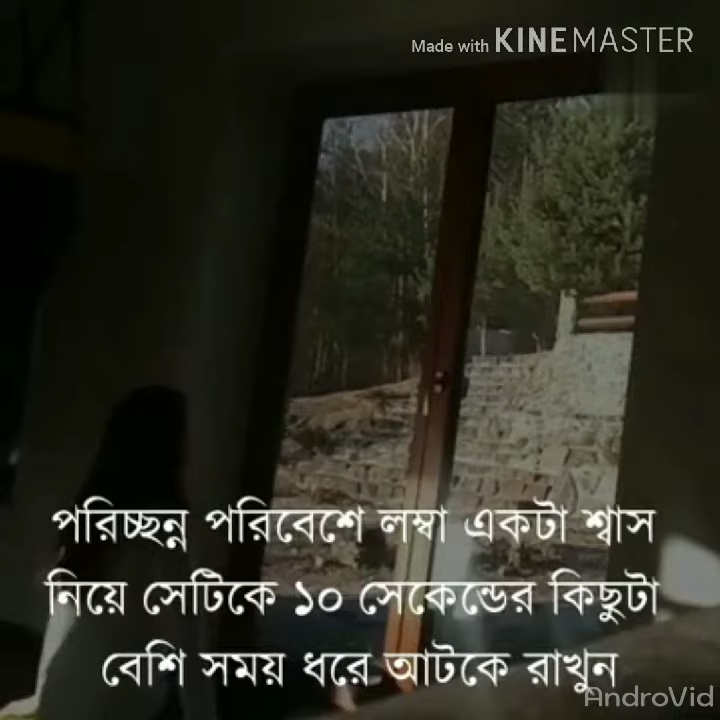 Made with KINEMASTER
পরিচ্ছন্ন পরিবেশে লম্বা একটা শ্বাস
নিয়ে সেটিকে ১০ সেকেন্ডের কিছুটা
বেশি সময় ধরে আটকে রাখুন
AndroVid